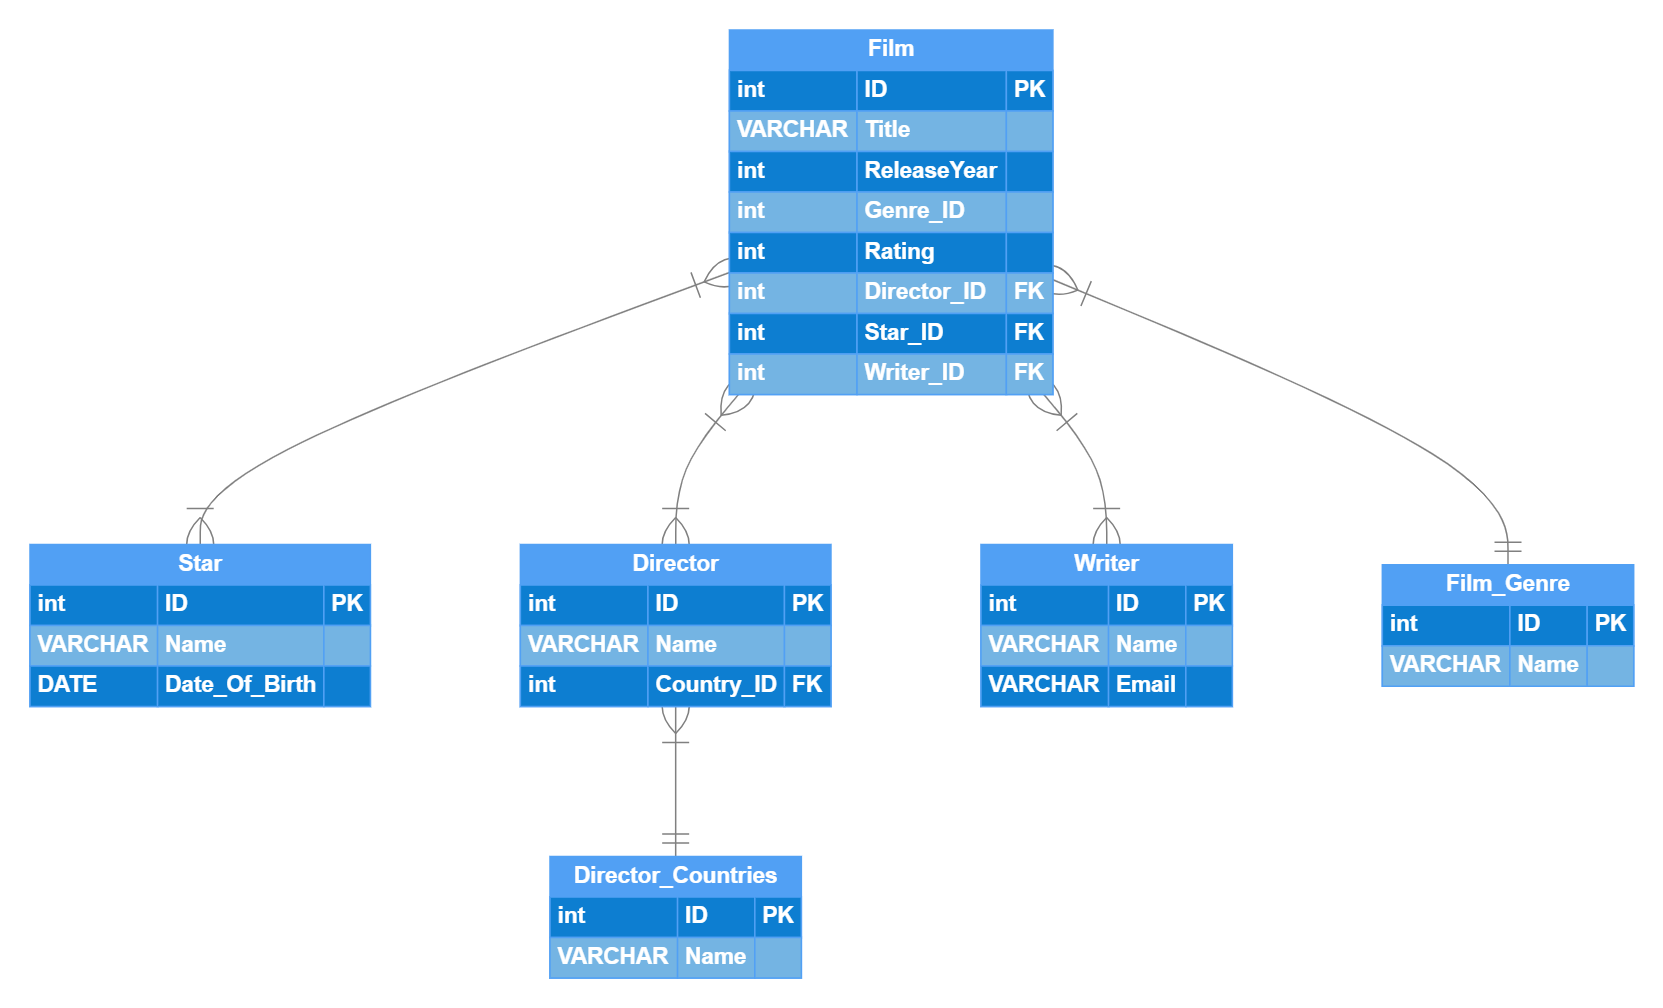 Film
int ID PK
VARCHAR Title
int ReleaseYear
int Genre_ID
int Rating
int Director_ID FK
int Star_ID FK
int Writer_ID FK
Star
int ID PK
VARCHAR Name
DATE Date_Of_Birth
Director
int ID PK
VARCHAR Name
int Country_ID FK
Writer
int ID PK
VARCHAR Name
VARCHAR Email
Film_Genre
int ID PK
VARCHAR Name
Director_Countries
int ID PK
VARCHAR Name